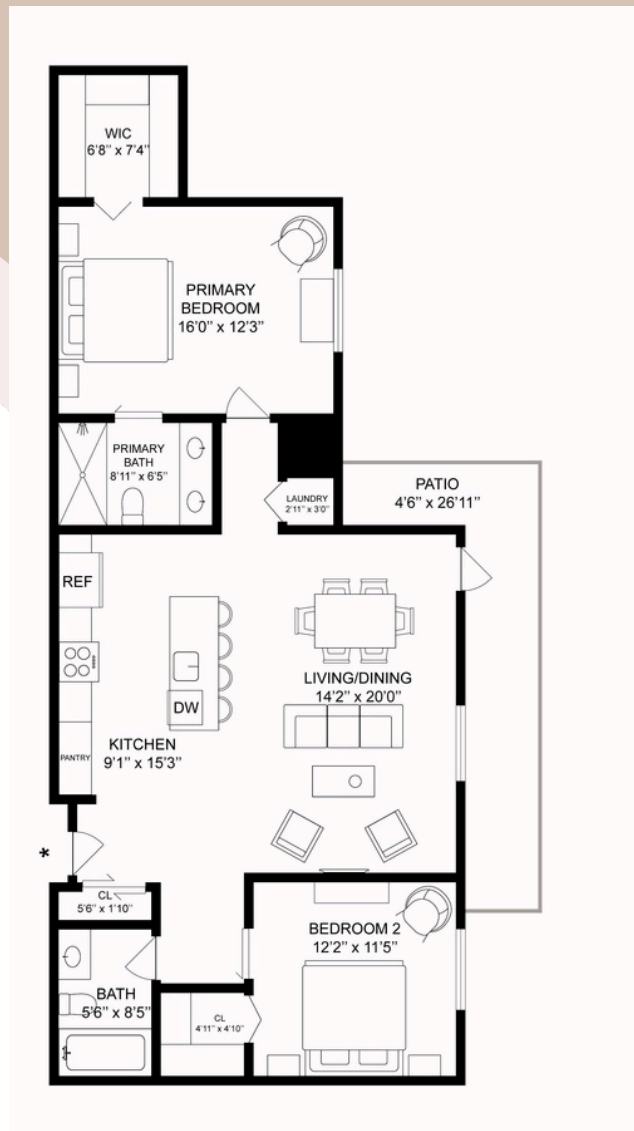 WIC
6'8" x 7'4"
PRIMARY
BEDROOM
16'0" x 12'3"
PRIMARY
BATH
8'11" x 6'5"
LAUNDRY
2'11" x 3'0"
PATIO
4'6" x 26'11"
REF
LIVING/DINING
14'2" x 20'0"
DW
KITCHEN
9'1" x 15'3"
PANTRY
*
CL
5'6" x 1'10"
BEDROOM 2
12'2" x 11'5"
BATH
5'6" x 8'5"
CL
4'11" x 4'10"